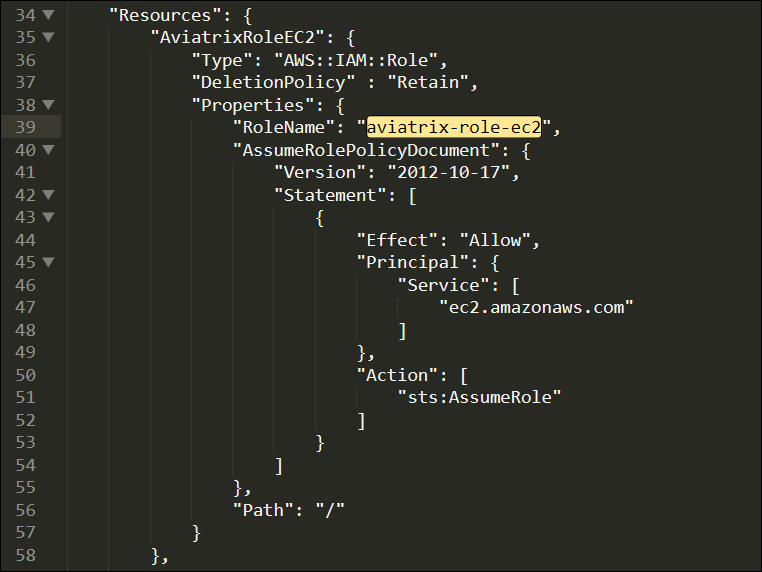 34 ▼ "Resources": {
35 ▼ "AviatrixRoleEC2": {
36 "Type": "AWS::IAM::Role",
37 "DeletionPolicy" : "Retain",
38 ▼ "Properties": {
39 "RoleName": "aviatrix-role-ec2",
40 ▼ "AssumeRolePolicyDocument": {
41 "Version": "2012-10-17",
42 ▼ "Statement": [
43 ▼ {
44 "Effect": "Allow",
45 ▼ "Principal": {
46 "Service": [
47 "ec2.amazonaws.com"
48 ]
49 },
50 "Action": [
51 "sts:AssumeRole"
52 ]
53 }
54 ]
55 },
56 "Path": "/"
57 }
58 },